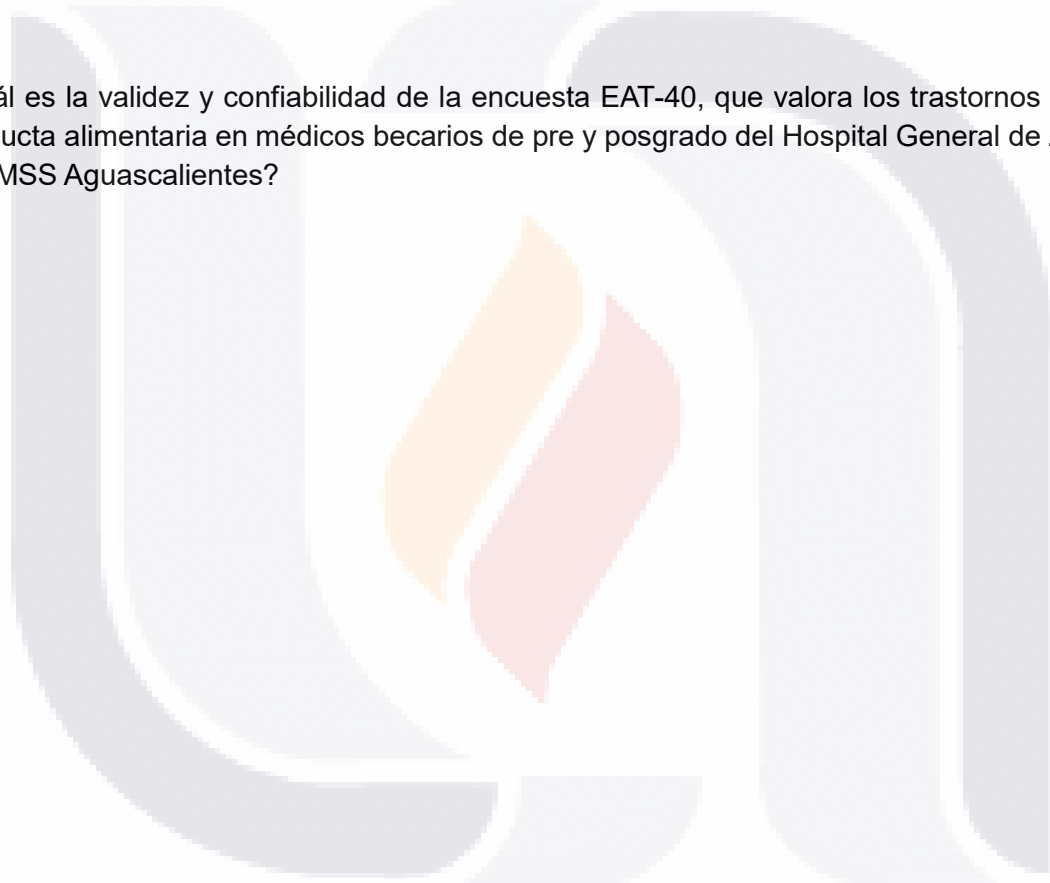 ál es la validez y confiabilidad de la encuesta EAT-40, que valora los trastornos
ucta alimentaria en médicos becarios de pre y posgrado del Hospital General de
MSS Aguascalientes?